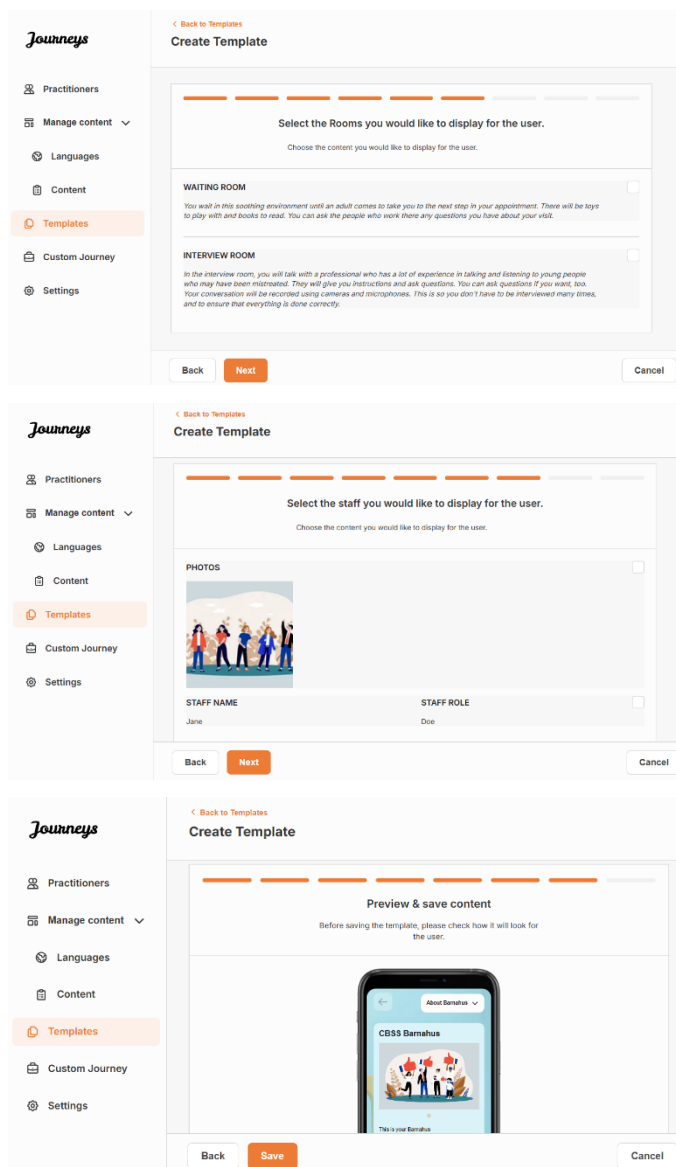 Journeys
Practitioners
Manage content
Languages
Content
Templates
Custom Journey
Settings
Back to Templates
Create Template
Select the Rooms you would like to display for the user.
Choose the content you would like to display for the user.
WAITING ROOM
You wait in this soothing environment until an adult comes to take you to the next step in your appointment. There will be toys
to play with and books to read. You can ask the people who work there any questions you have about your visit.
INTERVIEW ROOM
In the interview room, you will talk with a professional who has a lot of experience in talking and listening to young people
who may have been mistreated. They will give you instructions and ask questions. You can ask questions if you want, too.
Your conversation will be recorded using cameras and microphones. This is so you don't have to be interviewed many times,
and to ensure that everything is done correctly.
Back
Next
Cancel
Journeys
Practitioners
Manage content
Languages
Content
Templates
Custom Journey
Settings
Back to Templates
Create Template
Select the staff you would like to display for the user.
Choose the content you would like to display for the user.
PHOTOS
STAFF NAME
STAFF ROLE
Jane
Doe
Back
Next
Cancel
Journeys
Practitioners
Manage content
Languages
Content
Templates
Custom Journey
Settings
Back to Templates
Create Template
Preview & save content
Before saving the template, please check how it will look for
the user.
About Barnahus
CBSS Barnahus
This is your Barnahus
Back
Save
Cancel